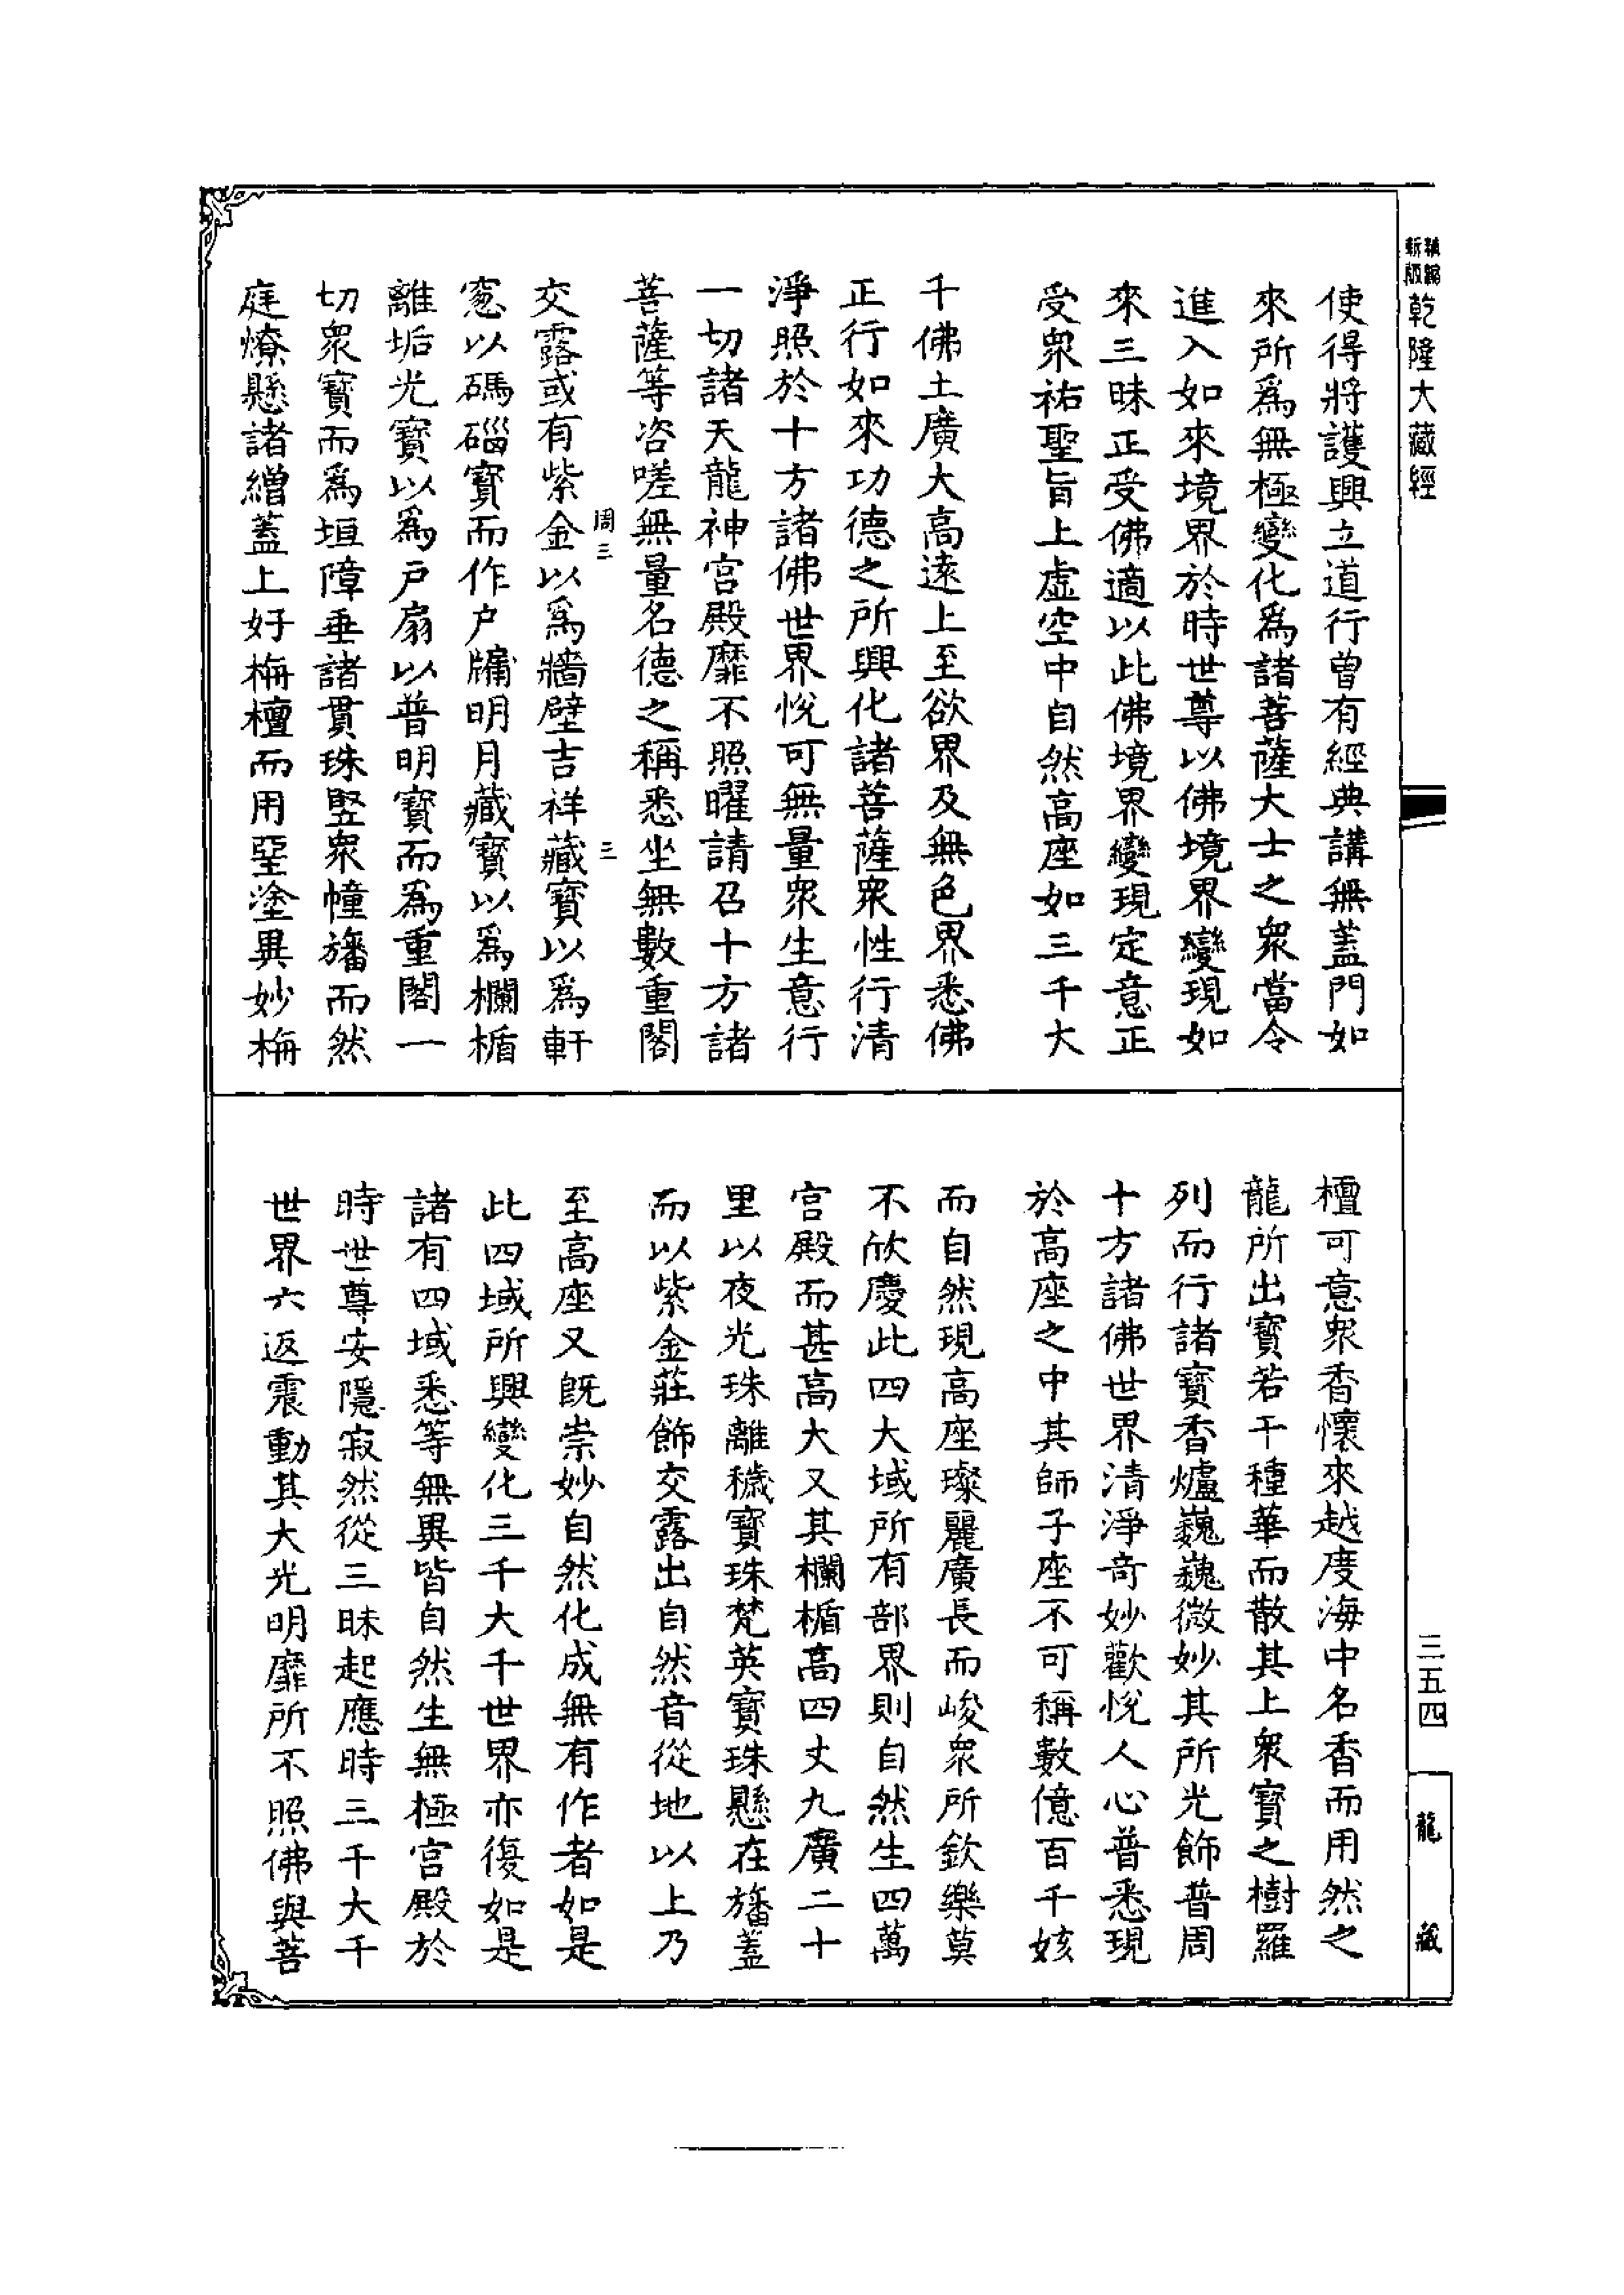 新編
縮版
乾隆大藏經
使得將護興立道行曾有經典講無蓋門如
來所爲無極變化爲諸菩薩大士之衆當令
進入如來境界於時世尊以佛境界變現如
來三昧正受佛適以此佛境界變現定意正
受衆祐聖旨上虛空中自然高座如三千大
千佛土廣大高遠上至欲界及無色界悉佛
正行如來功德之所興化諸菩薩衆性行清
淨照於十方諸佛世界悅可無量衆生意行
一切諸天龍神宮殿靡不照曜請召十方諸
菩薩等咨嗟無量名德之稱悉坐無數重閣
周三
三
交露或有紫金以爲牆壁吉祥藏寶以爲軒
窓以碼碯寶而作戶牖明月藏寶以爲欄楯
離垢光寶以爲戶扇以普明寶而爲重閣一
切衆寶而爲垣障垂諸貫珠竪衆幢旛而然
庭燎懸諸繒蓋上好栴檀而用堊塗異妙栴
檀可意衆香懷來越度海中名香而用然之
龍所出寶若干種華而散其上衆寶之樹羅
列而行諸寶香爐巍巍微妙其所光飾普周
十方諸佛世界清淨奇妙歡悅人心普悉現
於高座之中其師子座不可稱數億百千姟
而自然現高座璨麗廣長而峻衆所欽樂莫
不欣慶此四大域所有部界則自然生四萬
宮殿而甚高大又其欄楯高四丈九廣二十
里以夜光珠離穢寶珠梵英寶珠懸在旛蓋
而以紫金莊飾交露出自然音從地以上乃
至高座又旣崇妙自然化成無有作者如是
此四域所興變化三千大千世界亦復如是
諸有四域悉等無異皆自然生無極宮殿於
時世尊安隱寂然從三昧起應時三千大千
世界六返震動其大光明靡所不照佛與菩
三五四
龍藏